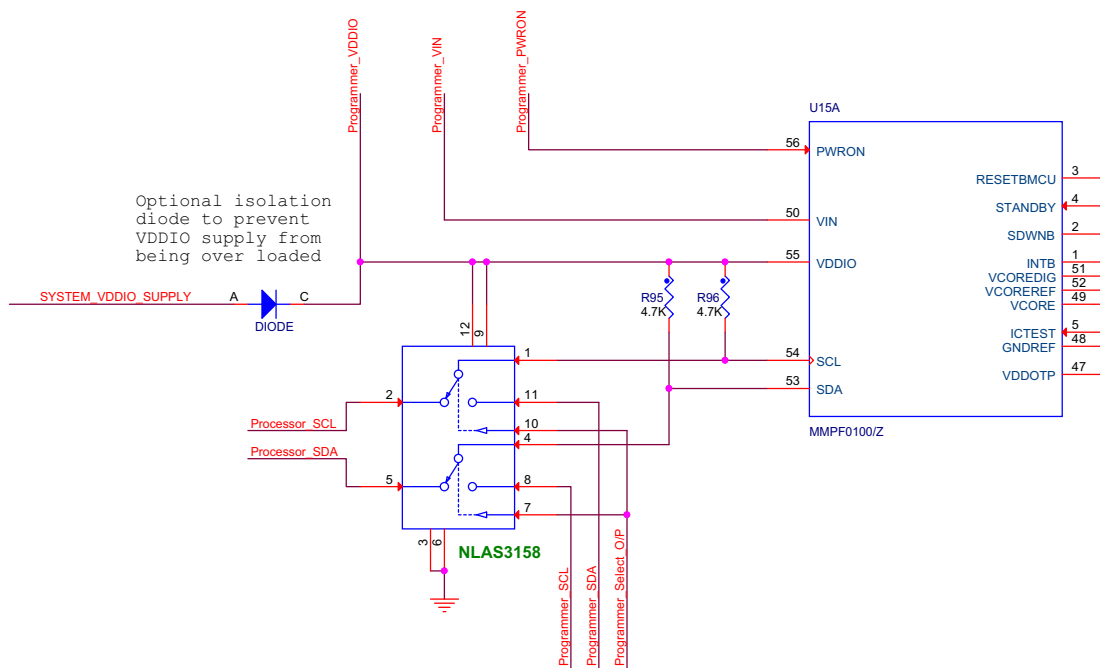 Programmer_VDDIO
Programmer_VIN
Programmer_PWRON
U15A
56
PWRON
RESETBMCU
3
STANDBY
4
Optional isolation
diode to prevent
VDDIO supply from
being over loaded
50
VIN
SDWNB
2
55
VDDIO
INTB
1
VCOREDIG
51
VCOREREF
52
VCORE
49
SYSTEM_VDDIO_SUPPLY
A
C
DIODE
R95
4.7K
R96
4.7K
12
9
ICTEST
5
GNDREF
48
1
54
SCL
VDDOTP
47
53
SDA
2
11
Processor_SCL
10
4
MMPF0100/Z
Processor_SDA
5
8
7
3
6
NLAS3158
Programmer_SCL
Programmer_SDA
Programmer_Select_O/P